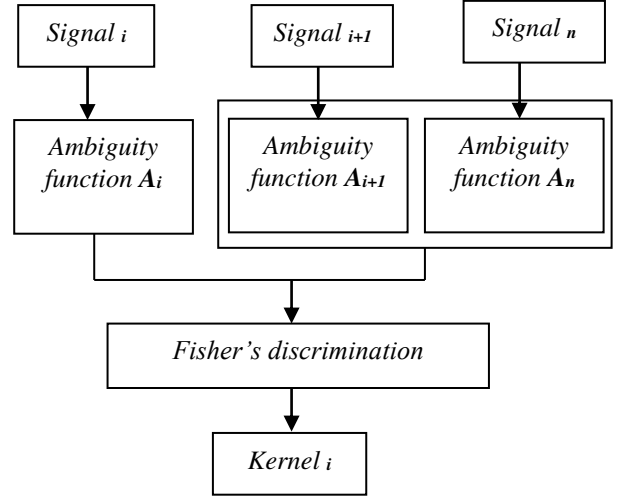 Signal i
Signal i+1
Signal n
Ambiguity
function Ai
Ambiguity
function Ai+1
Ambiguity
function An
Fisher’s discrimination
Kernel i